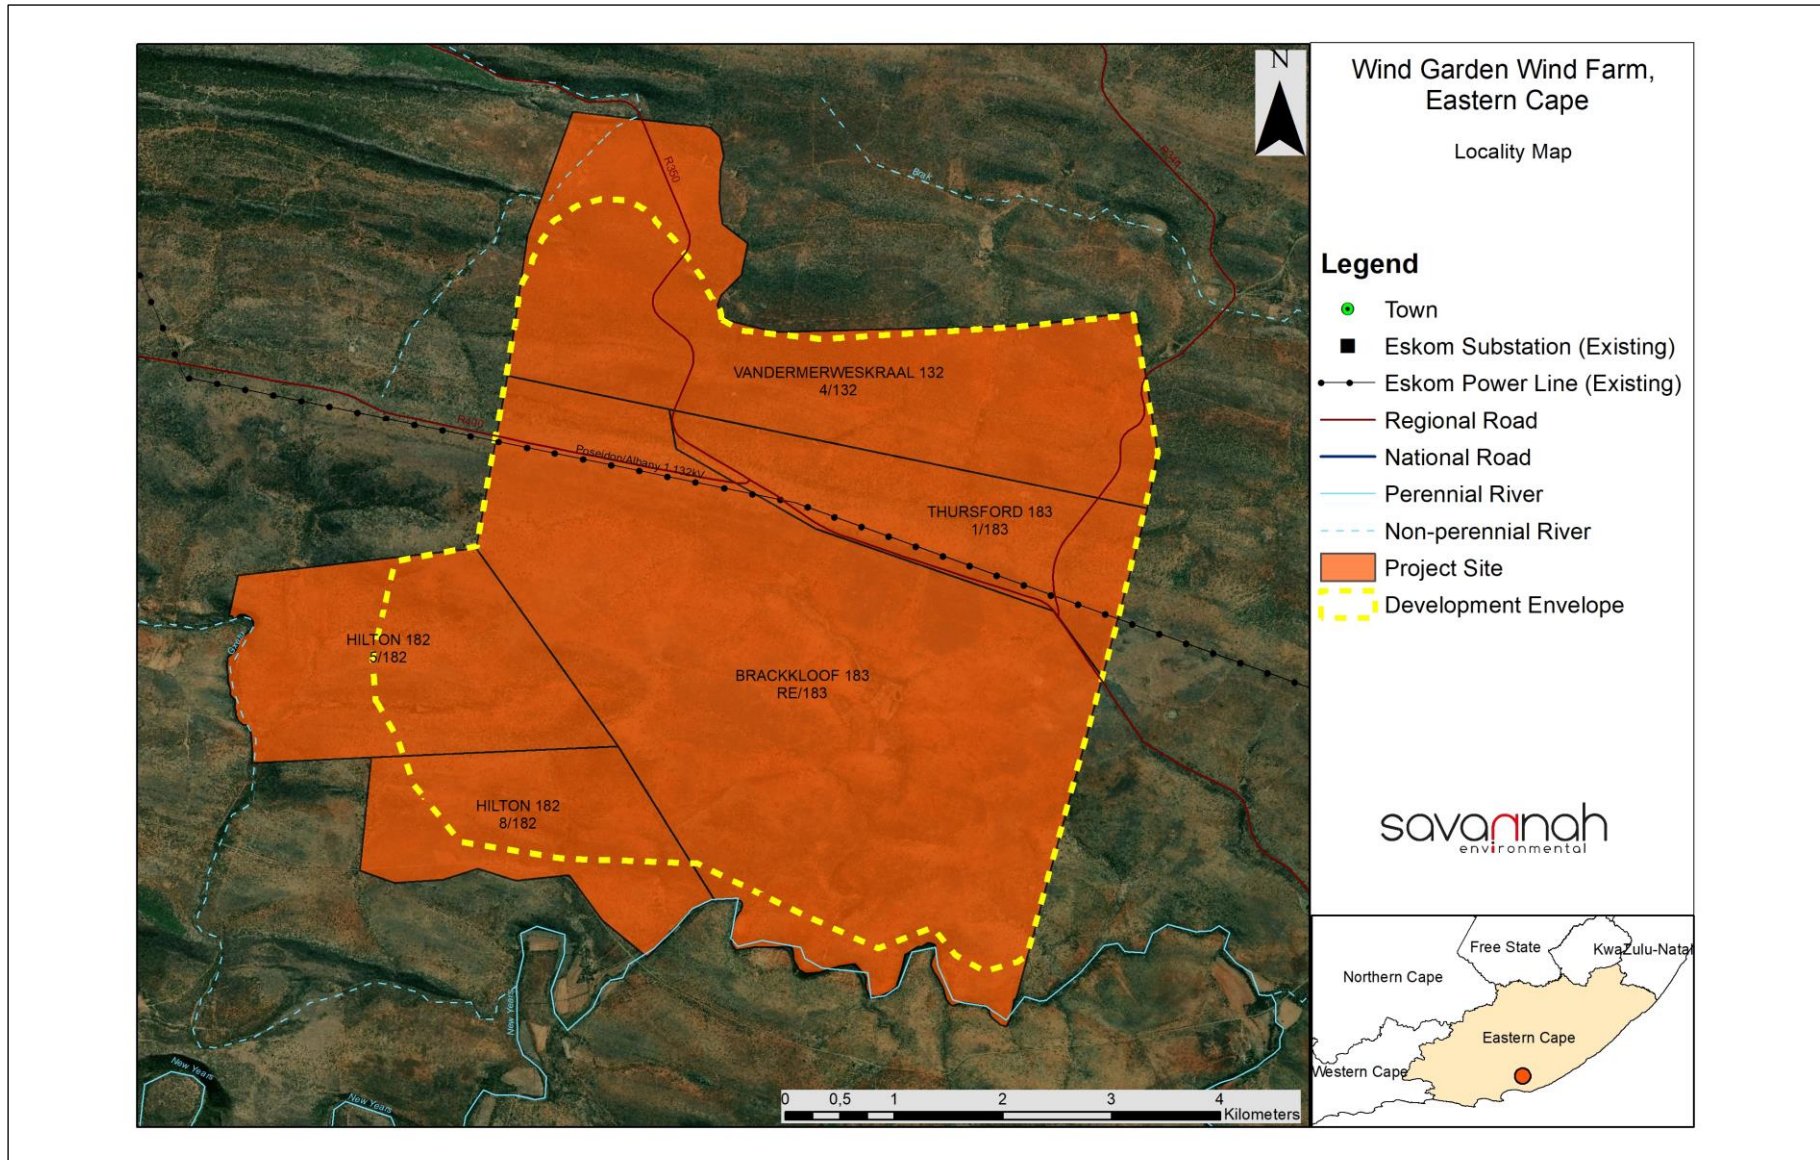 N
Wind Garden Wind Farm,
Eastern Cape
Locality Map
Legend
Town
Eskom Substation (Existing)
Eskom Power Line (Existing)
Regional Road
National Road
Perennial River
Non-perennial River
Project Site
Development Envelope
savannah
environmental
R350
Brak
VANDERMERWESKRAAL 132
4/132
R400
Poseidon/Albany 1 132kV
THURSFORD 183
1/183
HILTON 182
5/182
BRACKKLOOF 183
RE/183
HILTON 182
8/182
New Years
New Years
New Years
0 0,5 1 2 3 4
Kilometers
Free State
KwaZulu-Natal
Northern Cape
Eastern Cape
Western Cape